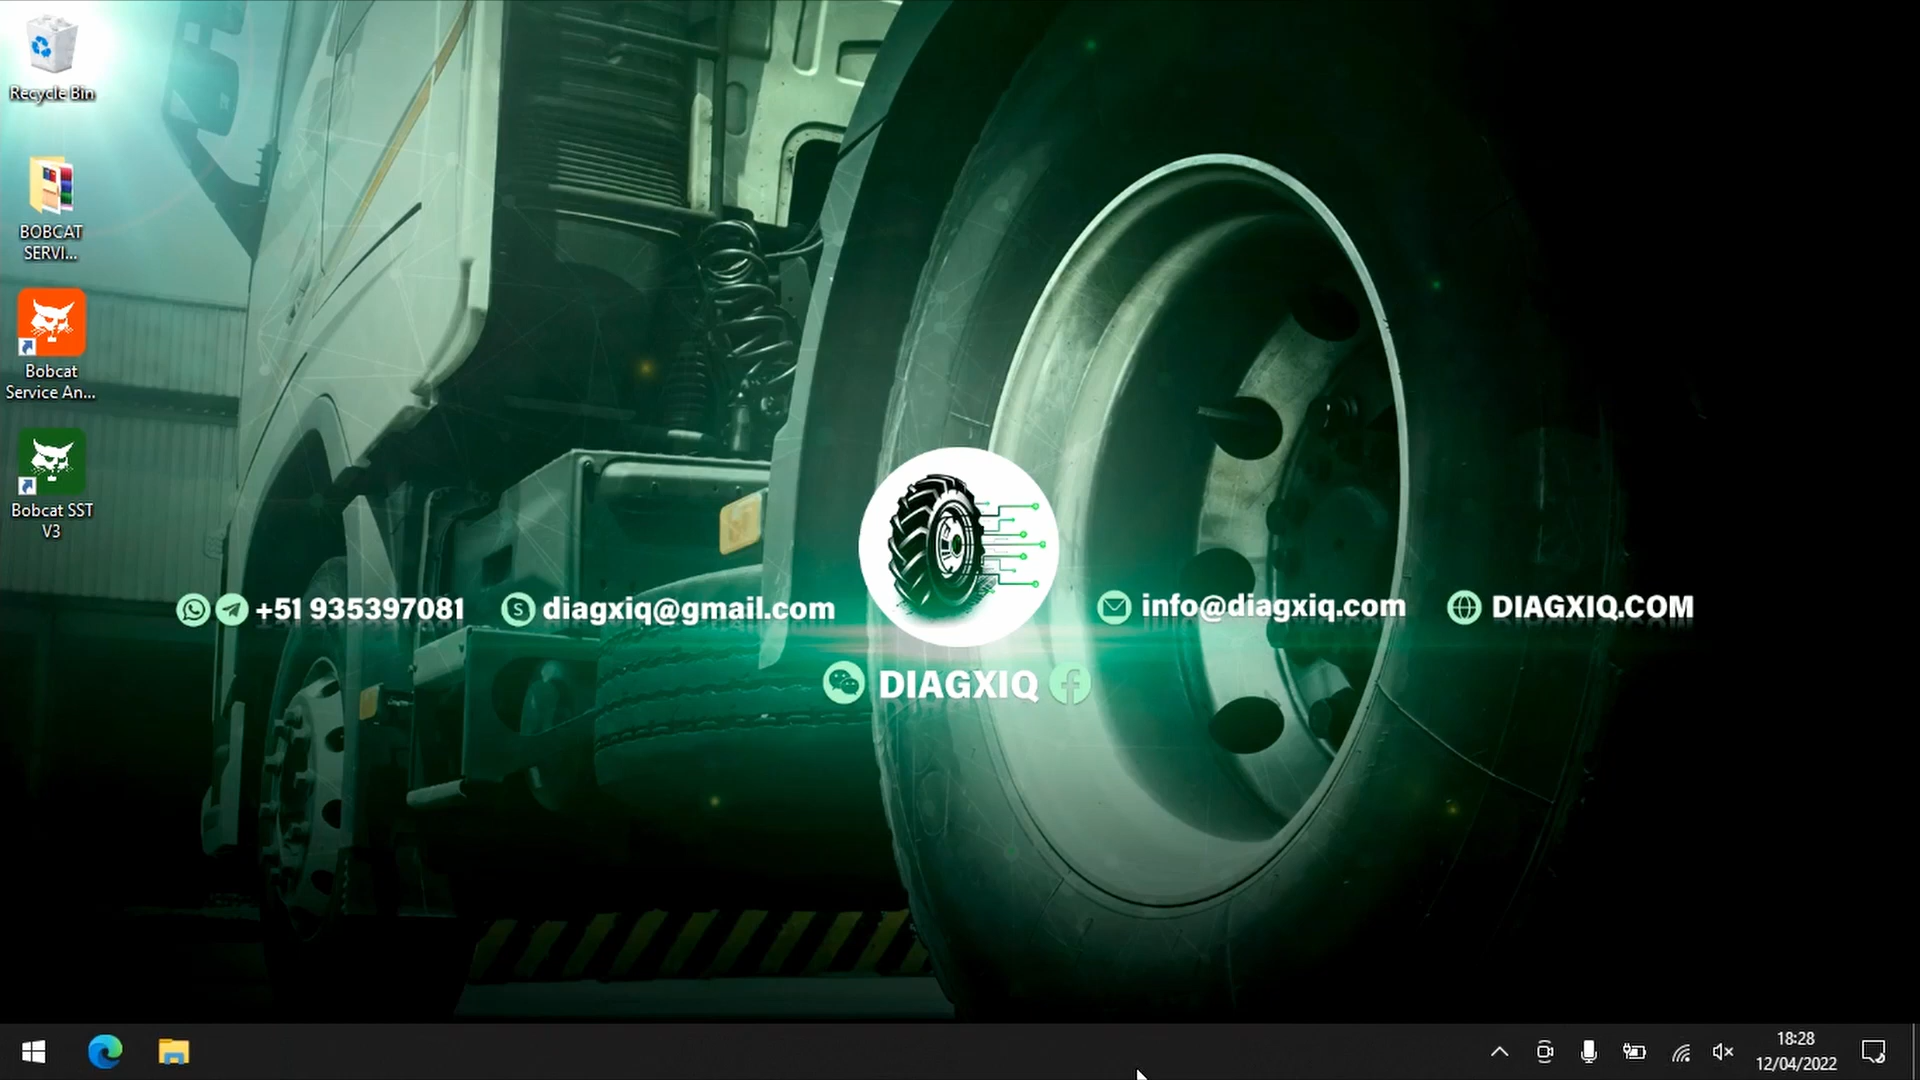 Recycle Bin
BOBCAT
SERVI...
Bobcat
Service An...
Bobcat SST
V3
+51 935397081
S diagxiq@gmail.com
info@diagxiq.com
DIAGXIQ.COM
DIAGXIQ
18:28
12/04/2022